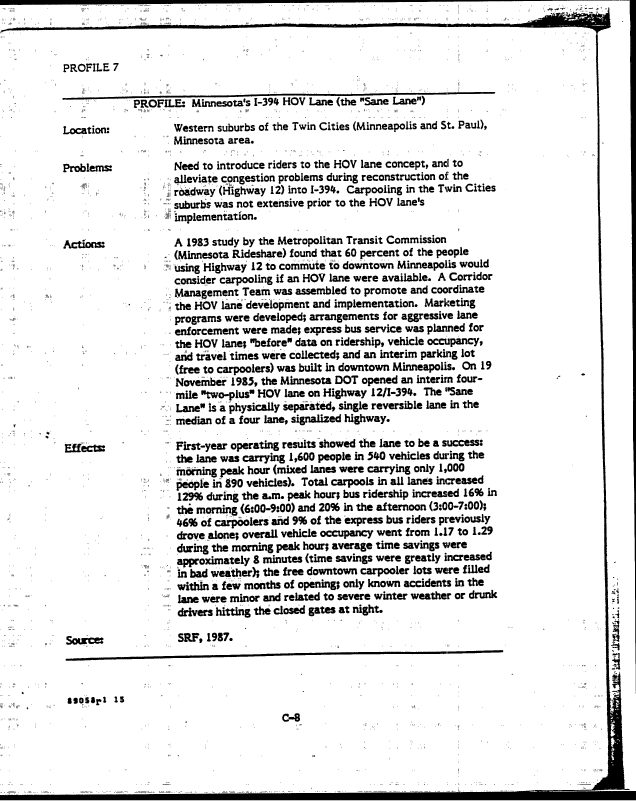 PROFILE 7
PROFILE: Minnesota's I-394 HOV Lane (the "Sane Lane")
Location: Western suburbs of the Twin Cities (Minneapolis and St. Paul),
Minnesota area.
Problems: Need to introduce riders to the HOV lane concept, and to
alleviate congestion problems during reconstruction of the
roadway (Highway 12) into I-394. Carpooling in the Twin Cities
suburbs was not extensive prior to the HOV lane's
implementation.
Actions: A 1983 study by the Metropolitan Transit Commission
(Minnesota Rideshare) found that 60 percent of the people
using Highway 12 to commute to downtown Minneapolis would
consider carpooling if an HOV lane were available. A Corridor
Management Team was assembled to promote and coordinate
the HOV lane development and implementation. Marketing
programs were developed; arrangements for aggressive lane
enforcement were made; express bus service was planned for
the HOV lane; "before" data on ridership, vehicle occupancy,
and travel times were collected; and an interim parking lot
(free to carpoolers) was built in downtown Minneapolis. On 19
November 1985, the Minnesota DOT opened an interim four-
mile "two-plus" HOV lane on Highway 12/I-394. The "Sane
Lane" is a physically separated, single reversible lane in the
median of a four lane, signalized highway.
Effects: First-year operating results showed the lane to be a success:
the lane was carrying 1,600 people in 540 vehicles during the
morning peak hour (mixed lanes were carrying only 1,000
people in 890 vehicles). Total carpools in all lanes increased
129% during the a.m. peak hour; bus ridership increased 16% in
the morning (6:00-9:00) and 20% in the afternoon (3:00-7:00);
46% of carpoolers and 9% of the express bus riders previously
drove alone; overall vehicle occupancy went from 1.17 to 1.29
during the morning peak hour; average time savings were
approximately 8 minutes (time savings were greatly increased
in bad weather); the free downtown carpooler lots were filled
within a few months of opening; only known accidents in the
lane were minor and related to severe winter weather or drunk
drivers hitting the closed gates at night.
Source: SRF, 1987.
89058r1 15
C-8